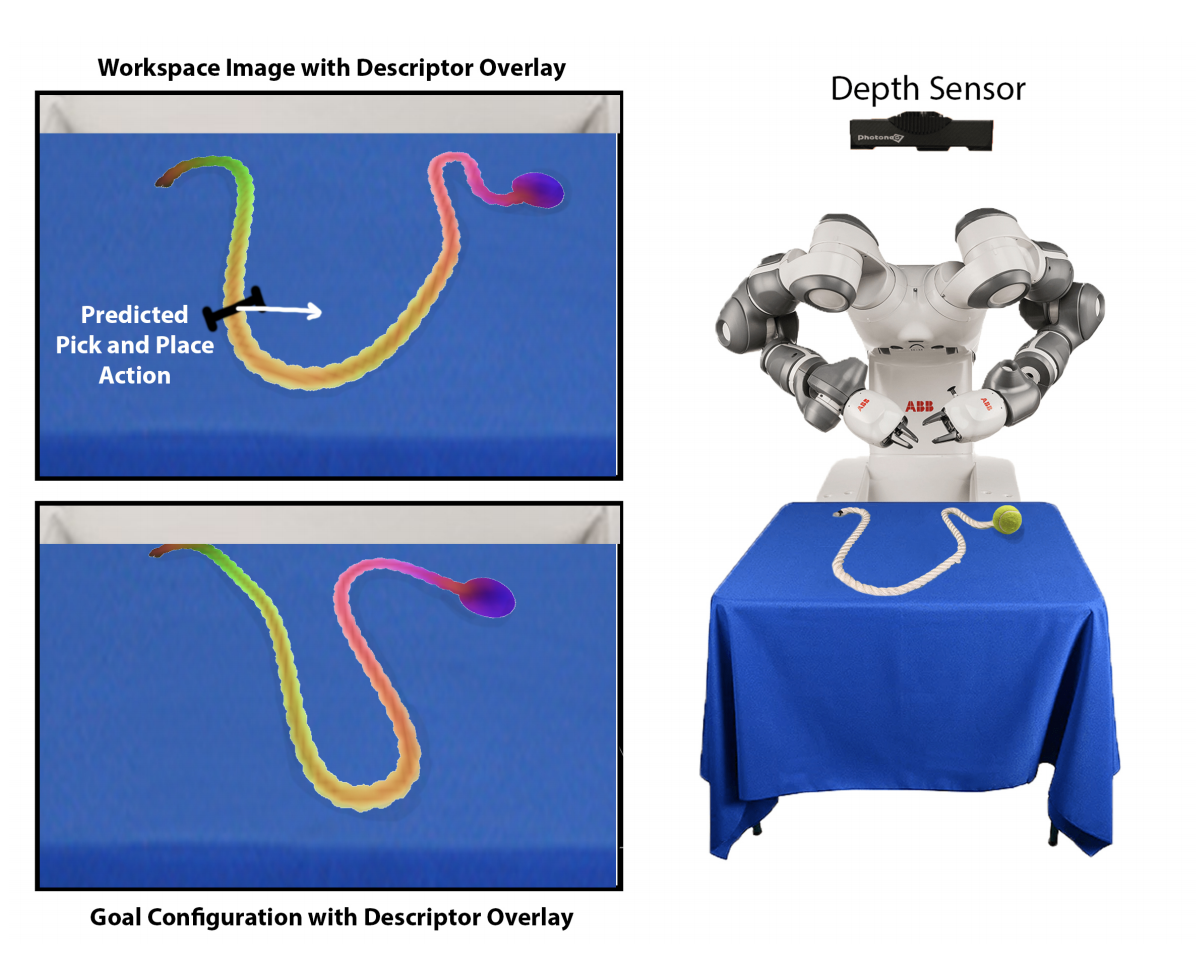 Workspace Image with Descriptor Overlay
Predicted
Pick and Place
Action
Goal Configuration with Descriptor Overlay
Depth Sensor
Photoneo
ABB
ABB
ABB